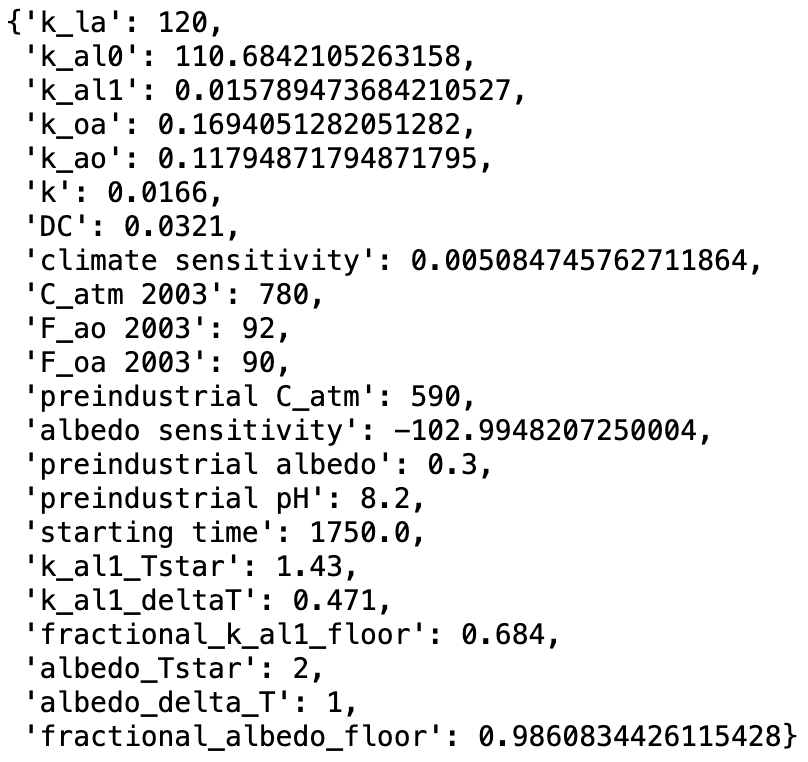 {'k_la': 120,
'k_al0': 110.6842105263158,
'k_al1': 0.015789473684210527,
'k_oa': 0.1694051282051282,
'k_ao': 0.11794871794871795,
'k': 0.0166,
'DC': 0.0321,
'climate sensitivity': 0.005084745762711864,
'C_atm 2003': 780,
'F_ao 2003': 92,
'F_oa 2003': 90,
'preindustrial C_atm': 590,
'albedo sensitivity': -102.9948207250004,
'preindustrial albedo': 0.3,
'preindustrial pH': 8.2,
'starting time': 1750.0,
'k_al1_Tstar': 1.43,
'k_al1_deltaT': 0.471,
'fractional_k_al1_floor': 0.684,
'albedo_Tstar': 2,
'albedo_delta_T': 1,
'fractional_albedo_floor': 0.9860834426115428}